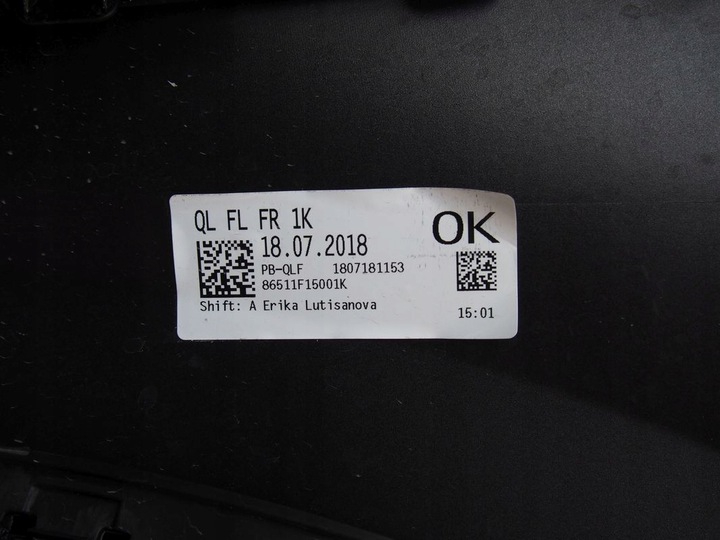 QL FL FR 1K
OK
18.07.2018
PB-QLF 1807181153
86511F15001K
Shift: A Erika Lutisanova
15:01